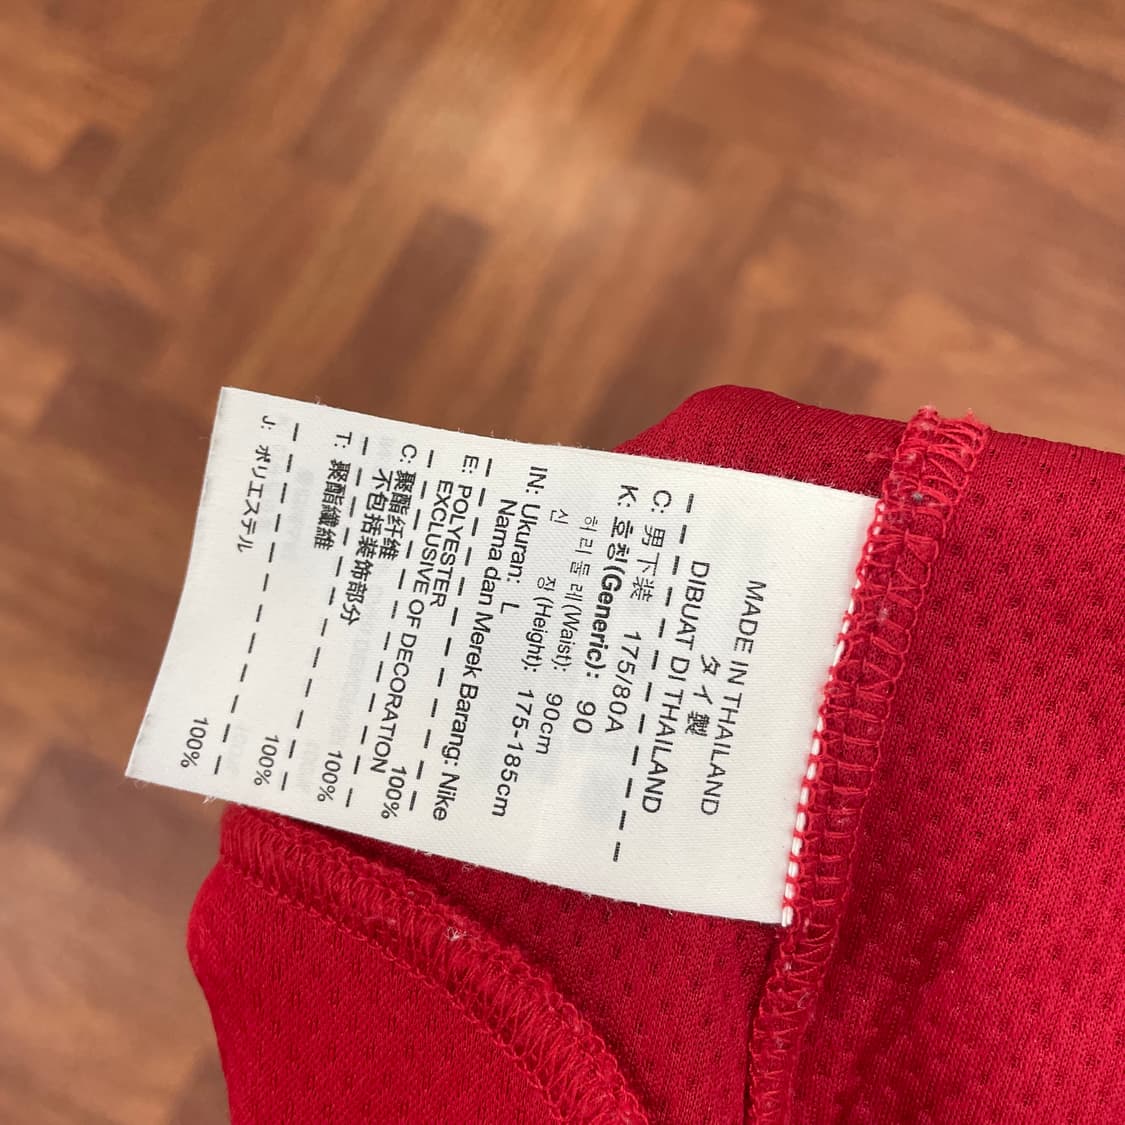 MADE IN THAILAND
タイ製
DIBUAT DI THAILAND
C: 男下装 175/80A
K: 호칭(Generic): 90
허리둘레(Waist): 90cm
신 장(Height): 175-185cm
IN: Ukuran: L
Nama dan Merek Barang: Nike
E: POLYESTER 100%
EXCLUSIVE OF DECORATION
C: 聚酯纤维 100%
不包括装饰部分
T: 聚酯纖維 100%
J: ポリエステル 100%